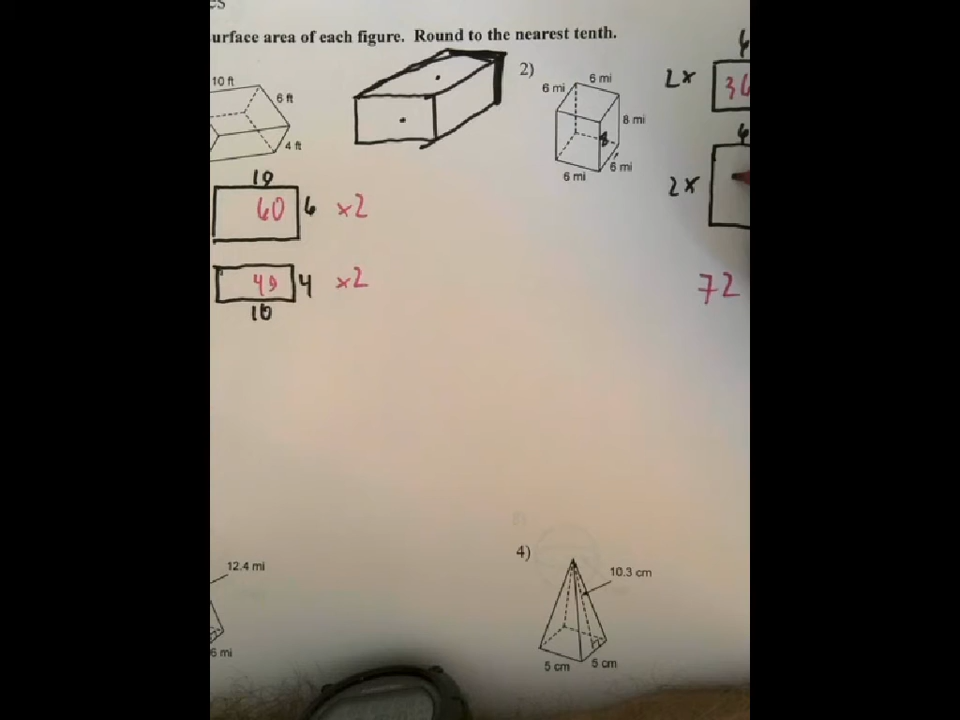 urface area of each figure. Round to the nearest tenth.
10 ft
6 ft
4 ft
2)
6 mi
6 mi
8 mi
8
6 mi
6 mi
2x
36
2x
72
10
60
6
x2
4
x2
10
12.4 mi
6 mi
4)
10.3 cm
5 cm
5 cm